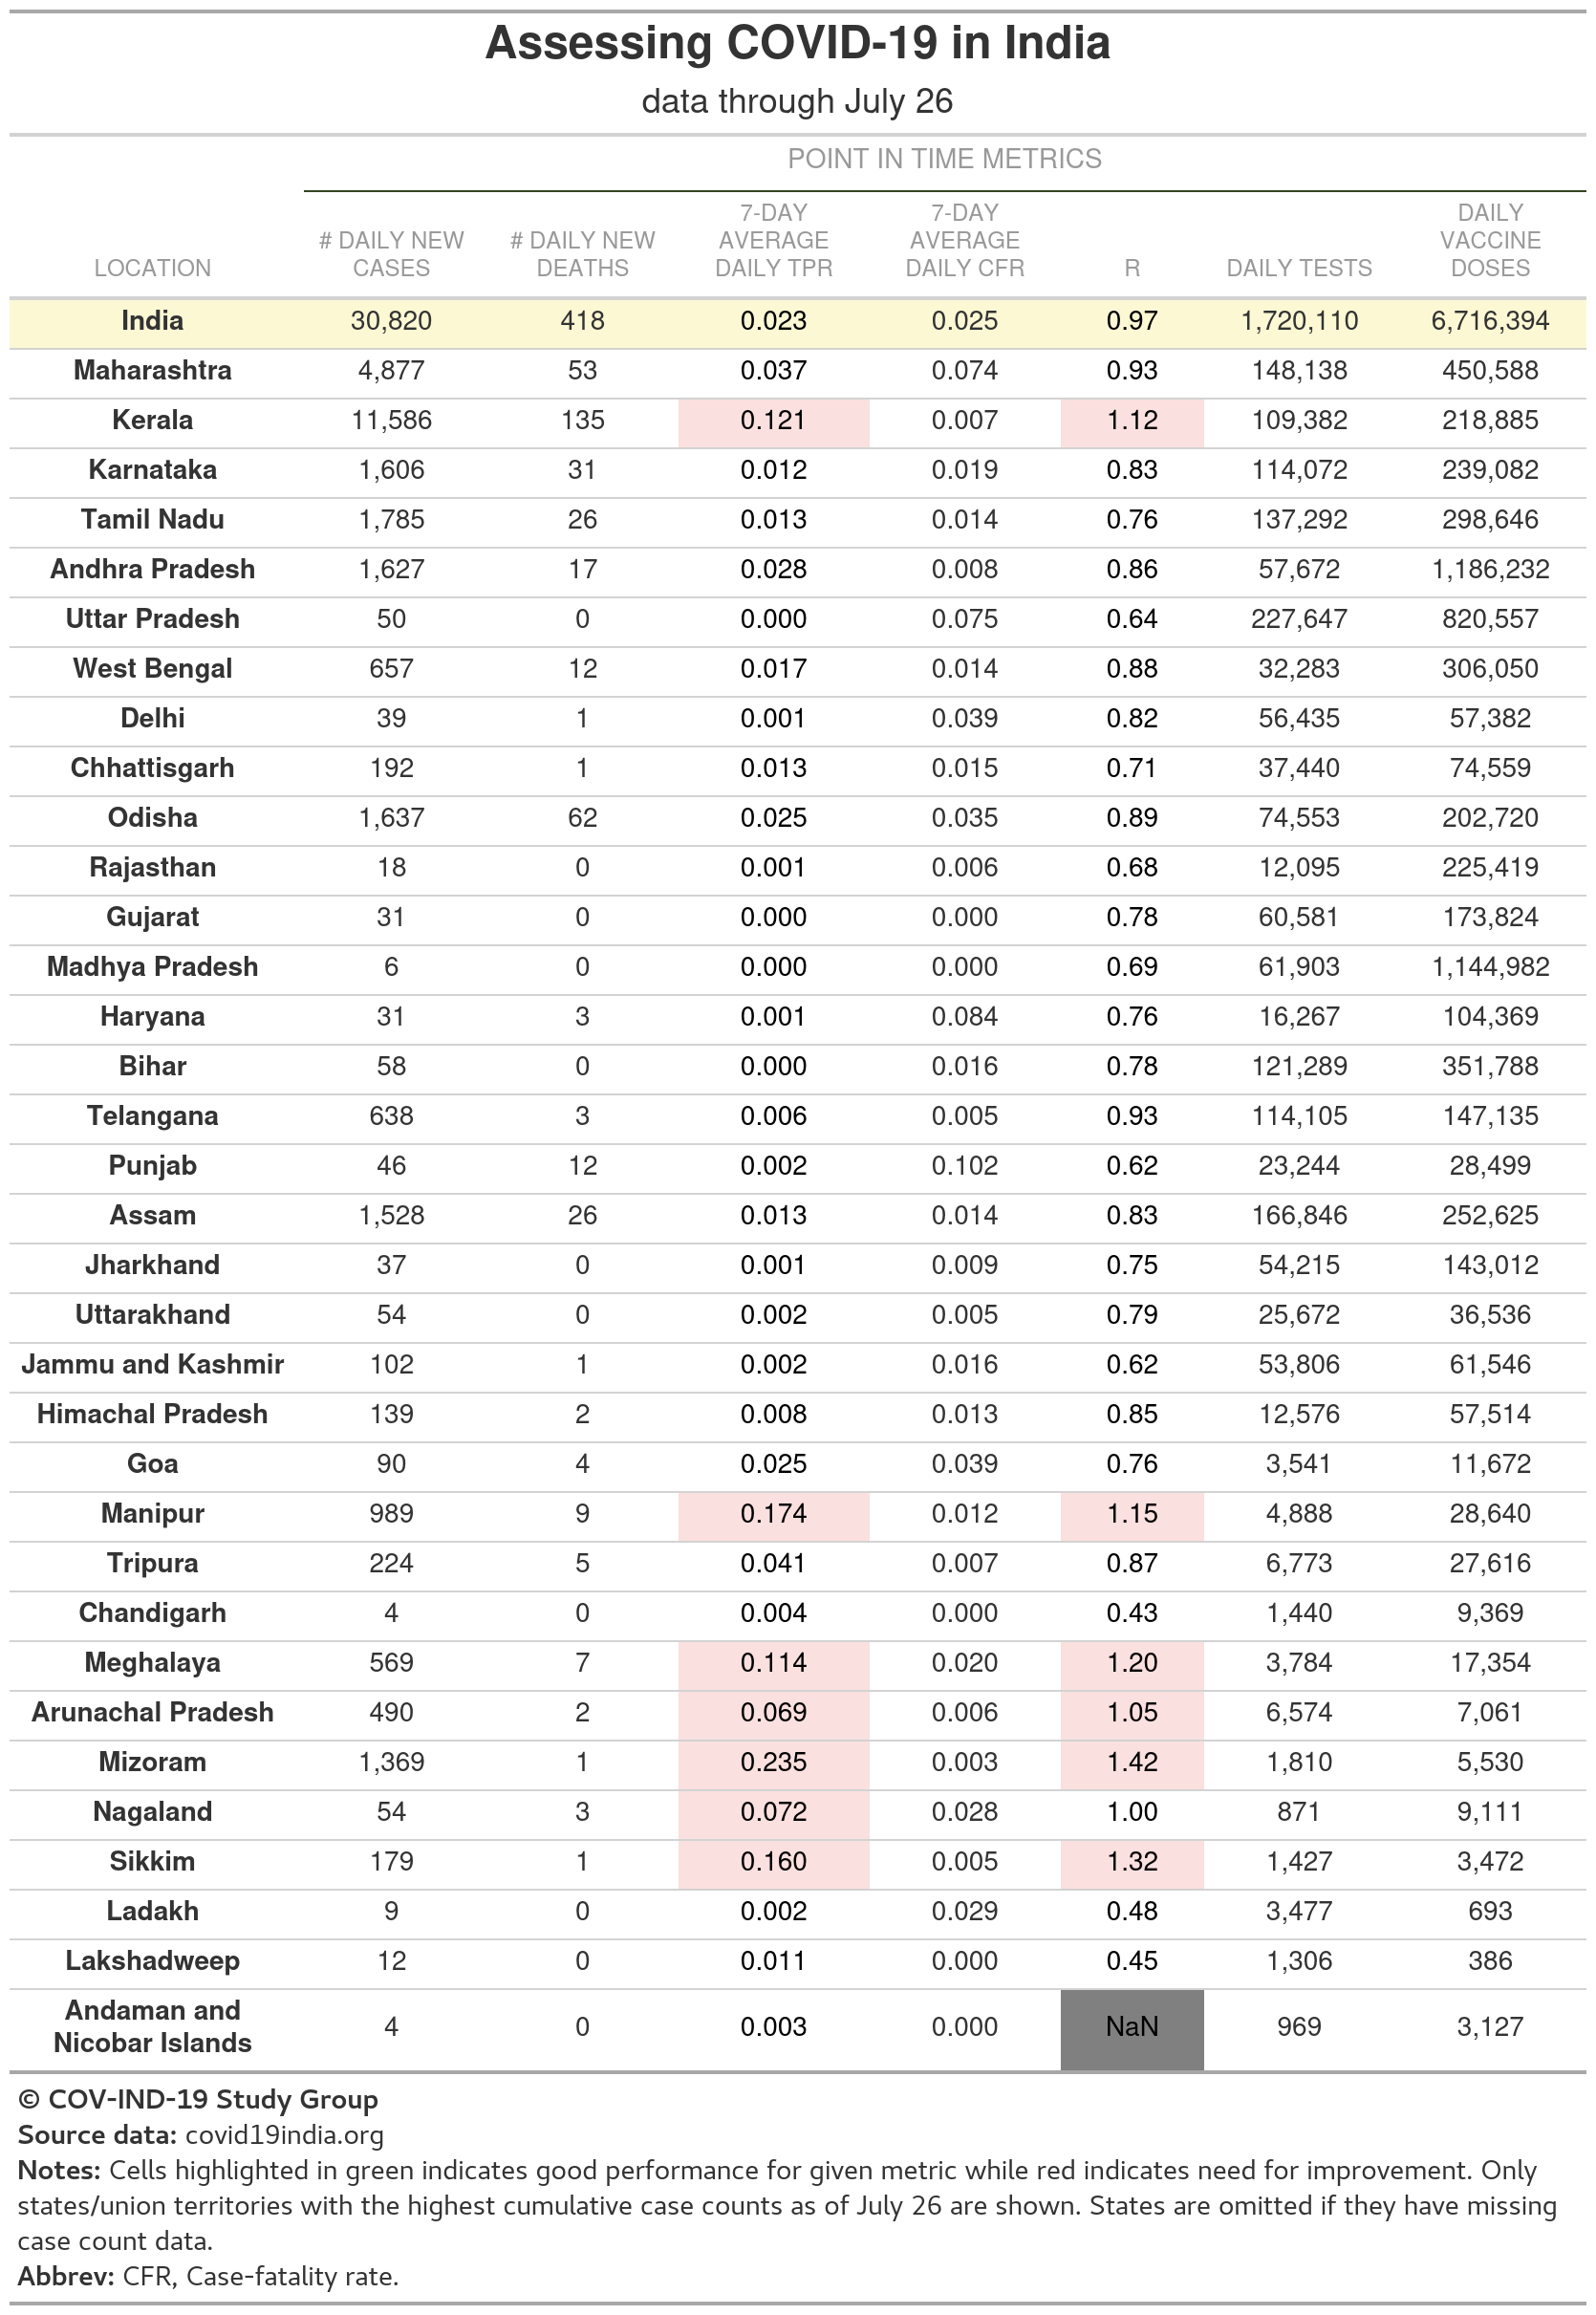 Assessing COVID-19 in India
data through July 26
POINT IN TIME METRICS
LOCATION # DAILY NEW CASES # DAILY NEW DEATHS 7-DAY AVERAGE DAILY TPR 7-DAY AVERAGE DAILY CFR R DAILY TESTS DAILY VACCINE DOSES
India 30,820 418 0.023 0.025 0.97 1,720,110 6,716,394
Maharashtra 4,877 53 0.037 0.074 0.93 148,138 450,588
Kerala 11,586 135 0.121 0.007 1.12 109,382 218,885
Karnataka 1,606 31 0.012 0.019 0.83 114,072 239,082
Tamil Nadu 1,785 26 0.013 0.014 0.76 137,292 298,646
Andhra Pradesh 1,627 17 0.028 0.008 0.86 57,672 1,186,232
Uttar Pradesh 50 0 0.000 0.075 0.64 227,647 820,557
West Bengal 657 12 0.017 0.014 0.88 32,283 306,050
Delhi 39 1 0.001 0.039 0.82 56,435 57,382
Chhattisgarh 192 1 0.013 0.015 0.71 37,440 74,559
Odisha 1,637 62 0.025 0.035 0.89 74,553 202,720
Rajasthan 18 0 0.001 0.006 0.68 12,095 225,419
Gujarat 31 0 0.000 0.000 0.78 60,581 173,824
Madhya Pradesh 6 0 0.000 0.000 0.69 61,903 1,144,982
Haryana 31 3 0.001 0.084 0.76 16,267 104,369
Bihar 58 0 0.000 0.016 0.78 121,289 351,788
Telangana 638 3 0.006 0.005 0.93 114,105 147,135
Punjab 46 12 0.002 0.102 0.62 23,244 28,499
Assam 1,528 26 0.013 0.014 0.83 166,846 252,625
Jharkhand 37 0 0.001 0.009 0.75 54,215 143,012
Uttarakhand 54 0 0.002 0.005 0.79 25,672 36,536
Jammu and Kashmir 102 1 0.002 0.016 0.62 53,806 61,546
Himachal Pradesh 139 2 0.008 0.013 0.85 12,576 57,514
Goa 90 4 0.025 0.039 0.76 3,541 11,672
Manipur 989 9 0.174 0.012 1.15 4,888 28,640
Tripura 224 5 0.041 0.007 0.87 6,773 27,616
Chandigarh 4 0 0.004 0.000 0.43 1,440 9,369
Meghalaya 569 7 0.114 0.020 1.20 3,784 17,354
Arunachal Pradesh 490 2 0.069 0.006 1.05 6,574 7,061
Mizoram 1,369 1 0.235 0.003 1.42 1,810 5,530
Nagaland 54 3 0.072 0.028 1.00 871 9,111
Sikkim 179 1 0.160 0.005 1.32 1,427 3,472
Ladakh 9 0 0.002 0.029 0.48 3,477 693
Lakshadweep 12 0 0.011 0.000 0.45 1,306 386
Andaman and Nicobar Islands 4 0 0.003 0.000 NaN 969 3,127
© COV-IND-19 Study Group
Source data: covid19india.org
Notes: Cells highlighted in green indicates good performance for given metric while red indicates need for improvement. Only
states/union territories with the highest cumulative case counts as of July 26 are shown. States are omitted if they have missing
case count data.
Abbrev: CFR, Case-fatality rate.